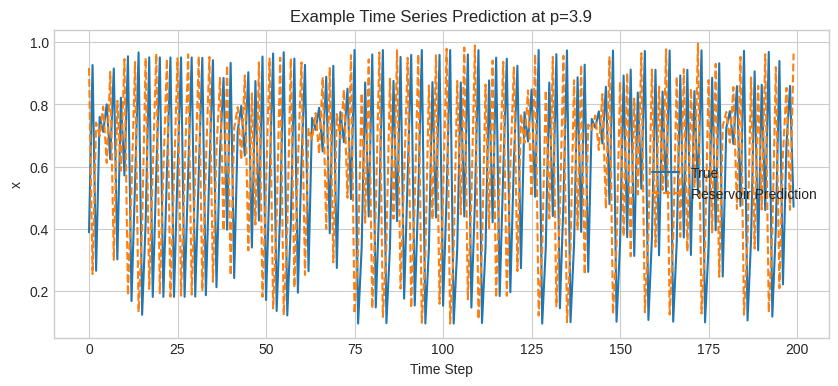 Example Time Series Prediction at p=3.9
1.0
0.8
0.6
0.4
0.2
x
True
Reservoir Prediction
0 25 50 75 100 125 150 175 200
Time Step